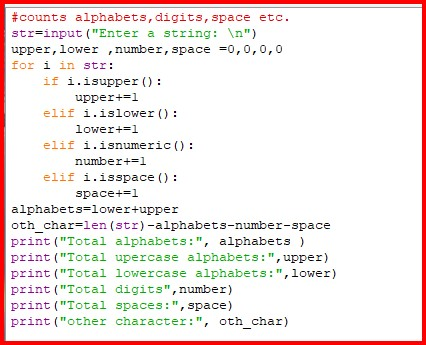 #counts alphabets,digits,space etc.
str=input("Enter a string: \n")
upper,lower ,number,space =0,0,0,0
for i in str:
    if i.isupper():
        upper+=1
    elif i.islower():
        lower+=1
    elif i.isnumeric():
        number+=1
    elif i.isspace():
        space+=1
alphabets=lower+upper
oth_char=len(str)-alphabets-number-space
print("Total alphabets:", alphabets )
print("Total upercase alphabets:",upper)
print("Total lowercase alphabets:",lower)
print("Total digits",number)
print("Total spaces:",space)
print("other character:", oth_char)